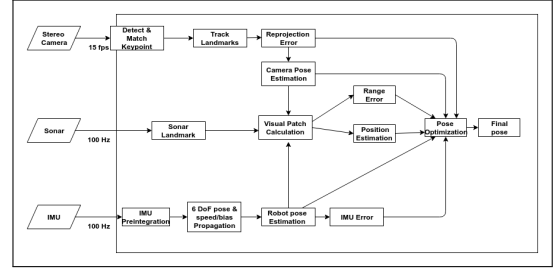 Stereo
Camera
15 fps
Detect &
Match
Keypoint
Track
Landmarks
Reprojection
Error
Camera Pose
Estimation
Range
Error
Sonar
100 Hz
Sonar
Landmark
Visual Patch
Calculation
Position
Estimation
Pose
Optimization
Final
pose
IMU
100 Hz
IMU
Preintegration
6 DoF pose &
speed/bias
Propagation
Robot pose
Estimation
IMU Error